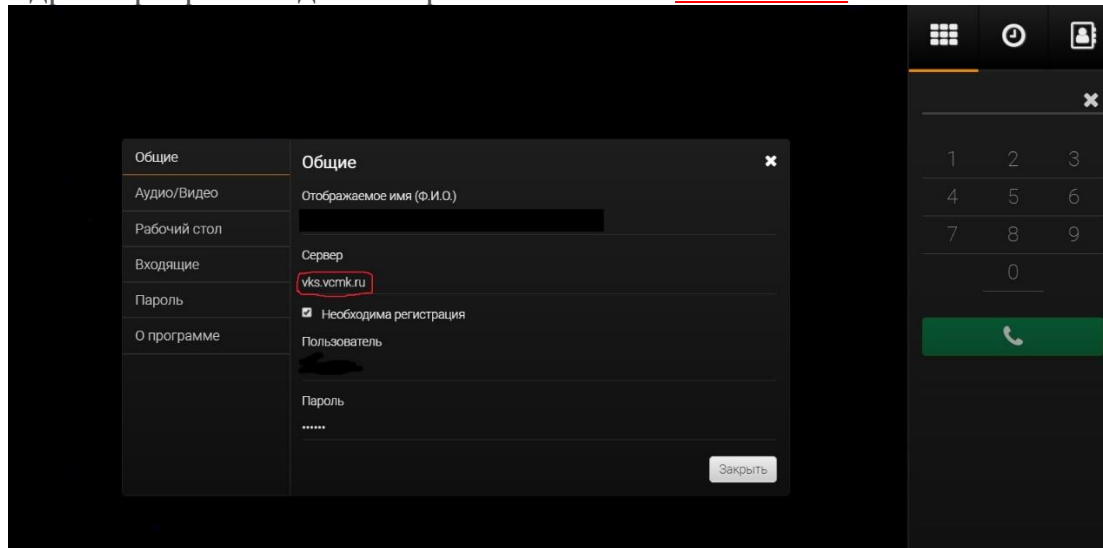 Общие
Аудио/Видео
Рабочий стол
Входящие
Пароль
О программе
Общие
Отображаемое имя (Ф.И.О.)
Сервер
vks.vcmk.ru
Необходима регистрация
Пользователь
Пароль
••••••
Закрыть
1 2 3
4 5 6
7 8 9
0